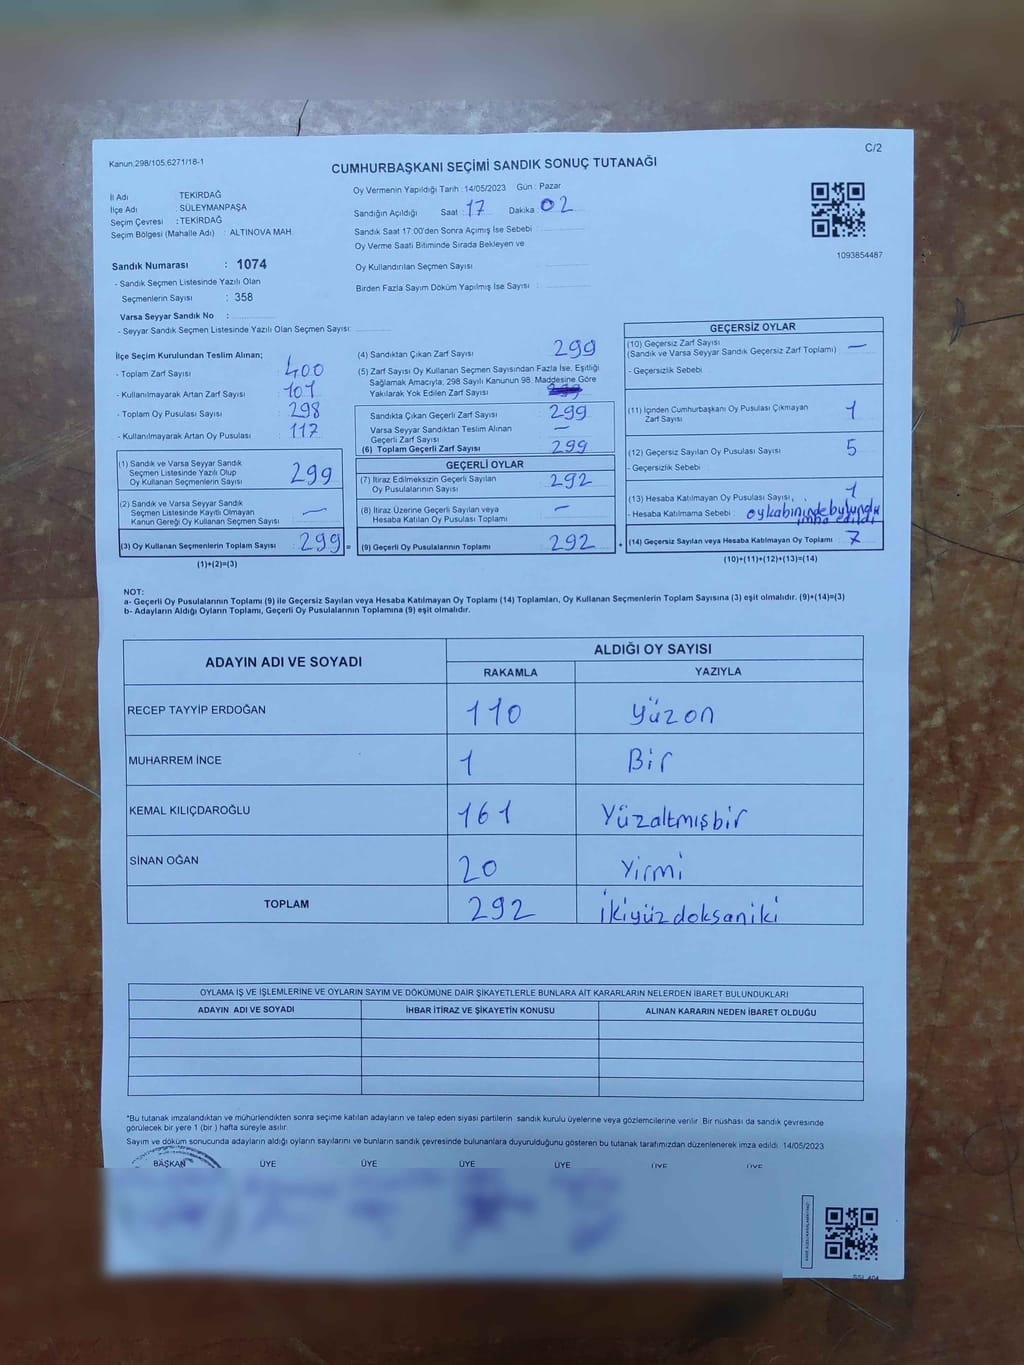 Kanun.298/105.6271/18-1
C/2
CUMHURBAŞKANI SEÇİMİ SANDIK SONUÇ TUTANAĞI
İl Adı : TEKİRDAĞ
İlçe Adı : SÜLEYMANPAŞA
Seçim Çevresi : TEKİRDAĞ
Seçim Bölgesi (Mahalle Adı) : ALTINOVA MAH.
Sandık Numarası : 1074
- Sandık Seçmen Listesinde Yazılı Olan
Seçmenlerin Sayısı : 358
Varsa Seyyar Sandık No :
- Seyyar Sandık Seçmen Listesinde Yazılı Olan Seçmen Sayısı:
Oy Vermenin Yapıldığı Tarih : 14/05/2023 Gün : Pazar
Sandığın Açıldığı Saat : 17 Dakika : 02
Sandık Saat 17:00'den Sonra Açımış İse Sebebi :
Oy Verme Saati Bitiminde Sırada Bekleyen ve
Oy Kullandırılan Seçmen Sayısı :
Birden Fazla Sayım Döküm Yapılmış İse Sayısı :
1093854487
İlçe Seçim Kurulundan Teslim Alınan;
- Toplam Zarf Sayısı : 400
- Kullanılmayarak Artan Zarf Sayısı : 101
- Toplam Oy Pusulası Sayısı : 298
- Kullanılmayarak Artan Oy Pusulası : 117
(1) Sandık ve Varsa Seyyar Sandık
Seçmen Listesinde Yazılı Olup
Oy Kullanan Seçmenlerin Sayısı : 299
(2) Sandık ve Varsa Seyyar Sandık
Seçmen Listesinde Kayıtlı Olmayan
Kanun Gereği Oy Kullanan Seçmen Sayısı : —
(3) Oy Kullanan Seçmenlerin Toplam Sayısı : 299 =
(1)+(2)=(3)
(4) Sandıktan Çıkan Zarf Sayısı : 299
(5) Zarf Sayısı Oy Kullanan Seçmen Sayısından Fazla İse, Eşitliği
Sağlamak Amacıyla, 298 Sayılı Kanunun 98. Maddesine Göre
Yakılarak Yok Edilen Zarf Sayısı :
Sandıkta Çıkan Geçerli Zarf Sayısı : 299
Varsa Seyyar Sandıktan Teslim Alınan
Geçerli Zarf Sayısı : —
(6) Toplam Geçerli Zarf Sayısı : 299
GEÇERLİ OYLAR
(7) İtiraz Edilmeksizin Geçerli Sayılan
Oy Pusulalarının Sayısı : 292
(8) İtiraz Üzerine Geçerli Sayılan veya
Hesaba Katılan Oy Pusulaları Toplamı : —
(9) Geçerli Oy Pusulalarının Toplamı : 292 +
GEÇERSİZ OYLAR
(10) Geçersiz Zarf Sayısı
(Sandık ve Varsa Seyyar Sandık Geçersiz Zarf Toplamı) : —
- Geçersizlik Sebebi :
(11) İçinden Cumhurbaşkanı Oy Pusulası Çıkmayan
Zarf Sayısı : 1
(12) Geçersiz Sayılan Oy Pusulası Sayısı : 5
- Geçersizlik Sebebi :
(13) Hesaba Katılmayan Oy Pusulası Sayısı : 1
- Hesaba Katılmama Sebebi : oy kabininde bulundu
imha edildi
(14) Geçersiz Sayılan veya Hesaba Katılmayan Oy Toplamı : 7
(10)+(11)+(12)+(13)=(14)
NOT:
a- Geçerli Oy Pusulalarının Toplamı (9) ile Geçersiz Sayılan veya Hesaba Katılmayan Oy Toplamı (14) Toplamları, Oy Kullanan Seçmenlerin Toplam Sayısına (3) eşit olmalıdır. (9)+(14)=(3)
b- Adayların Aldığı Oyların Toplamı, Geçerli Oy Pusulalarının Toplamına (9) eşit olmalıdır.
ADAYIN ADI VE SOYADI ALDIĞI OY SAYISI
RAKAMLA YAZIYLA
RECEP TAYYİP ERDOĞAN 110 Yüzon
MUHARREM İNCE 1 Bir
KEMAL KILIÇDAROĞLU 161 Yüzaltmışbir
SİNAN OĞAN 20 Yirmi
TOPLAM 292 İkiyüzdoksaniki
OYLAMA İŞ VE İŞLEMLERİNE VE OYLARIN SAYIM VE DÖKÜMÜNE DAİR ŞİKAYETLERLE BUNLARA AİT KARARLARIN NELERDEN İBARET BULUNDUKLARI
ADAYIN ADI VE SOYADI İHBAR İTİRAZ VE ŞİKAYETİN KONUSU ALINAN KARARIN NEDEN İBARET OLDUĞU
*Bu tutanak imzalandıktan ve mühürlendikten sonra seçime katılan adayların ve talep eden siyasi partilerin sandık kurulu üyelerine veya gözlemcilerine verilir. Bir nüshası da sandık çevresinde
görülecek bir yere 1 (bir ) hafta süreyle asılır.
Sayım ve döküm sonucunda adayların aldığı oyların sayılarını ve bunların sandık çevresinde bulunanlara duyurulduğunu gösteren bu tutanak tarafımızdan düzenlenerek imza edildi. 14/05/2023
BAŞKAN ÜYE ÜYE ÜYE ÜYE ÜYE ÜYE